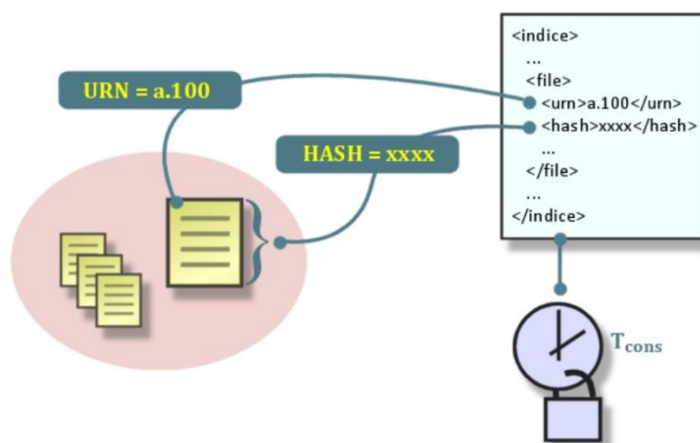 <indice>
...
<file>
URN = a.100
<urn>a.100</urn>
<hash>xxxx</hash>
HASH = xxxx
...
</file>
...
</indice>
Tcons